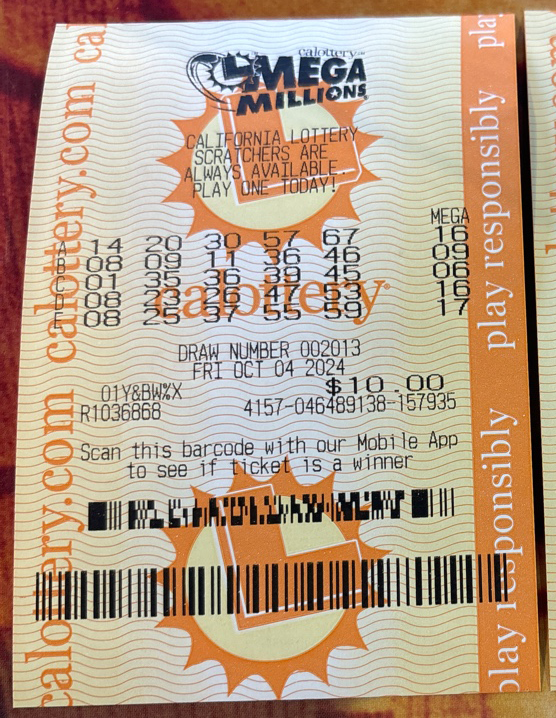 calottery
MEGA
MILLIONS
CALIFORNIA LOTTERY
SCRATCHERS ARE
ALWAYS AVAILABLE.
PLAY ONE TODAY!
MEGA
A 14 20 30 57 67 16
B 08 09 11 36 46 09
C 01 35 36 39 45 06
D 08 23 36 47 53 16
E 08 25 37 55 59 17
calottery
DRAW NUMBER 002013
FRI OCT 04 2024
01Y&BW%X $10.00
R1036868 4157-046489138-157935
Scan this barcode with our Mobile App
to see if ticket is a winner
calottery.com calottery.com ca
play responsibly play responsibly pla